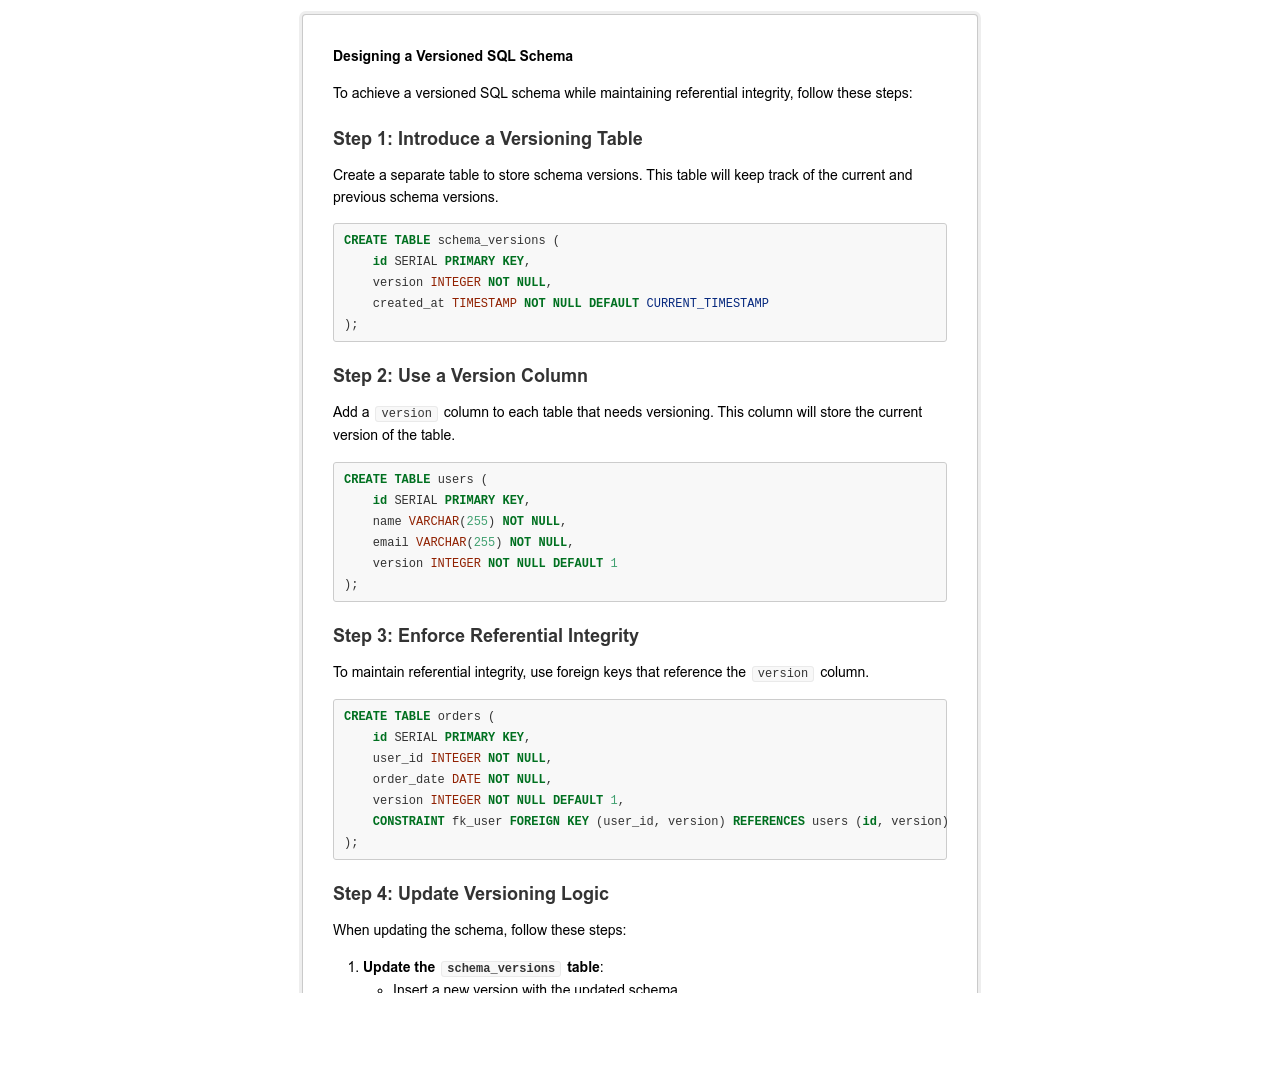 Designing a Versioned SQL Schema
To achieve a versioned SQL schema while maintaining referential integrity, follow these steps:
Step 1: Introduce a Versioning Table
Create a separate table to store schema versions. This table will keep track of the current and
previous schema versions.
CREATE TABLE schema_versions (
    id SERIAL PRIMARY KEY,
    version INTEGER NOT NULL,
    created_at TIMESTAMP NOT NULL DEFAULT CURRENT_TIMESTAMP
);
Step 2: Use a Version Column
Add a version column to each table that needs versioning. This column will store the current
version of the table.
CREATE TABLE users (
    id SERIAL PRIMARY KEY,
    name VARCHAR(255) NOT NULL,
    email VARCHAR(255) NOT NULL,
    version INTEGER NOT NULL DEFAULT 1
);
Step 3: Enforce Referential Integrity
To maintain referential integrity, use foreign keys that reference the version column.
CREATE TABLE orders (
    id SERIAL PRIMARY KEY,
    user_id INTEGER NOT NULL,
    order_date DATE NOT NULL,
    version INTEGER NOT NULL DEFAULT 1,
    CONSTRAINT fk_user FOREIGN KEY (user_id, version) REFERENCES users (id, version)
);
Step 4: Update Versioning Logic
When updating the schema, follow these steps:
1. Update the schema_versions table:
◦ Insert a new version with the updated schema